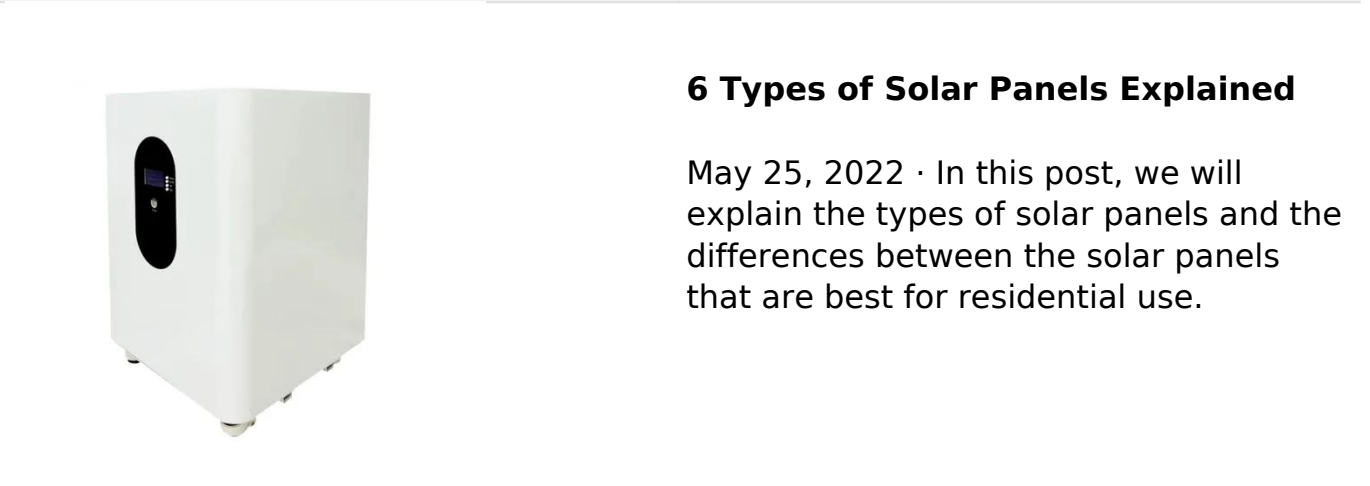 6 Types of Solar Panels Explained
May 25, 2022 · In this post, we will
explain the types of solar panels and the
differences between the solar panels
that are best for residential use.